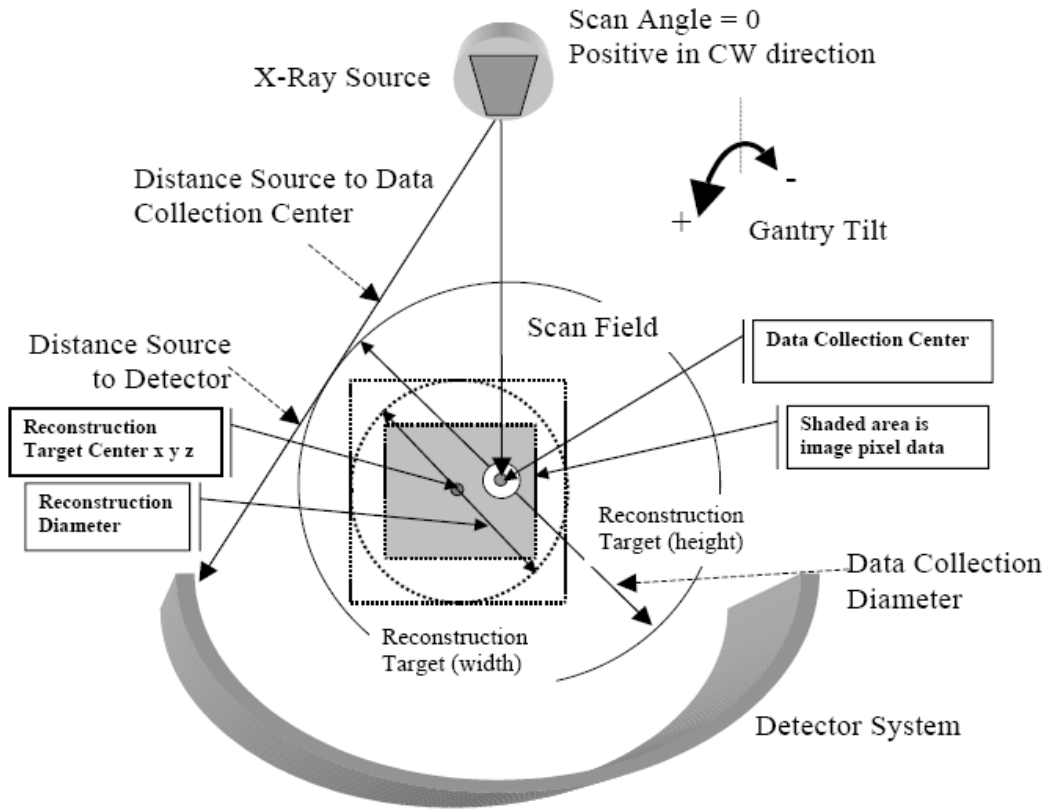 Scan Angle = 0
Positive in CW direction
X-Ray Source
Distance Source to Data
Collection Center
+
-
Gantry Tilt
Scan Field
Data Collection Center
Distance Source
to Detector
Reconstruction
Target Center x y z
Shaded area is
image pixel data
Reconstruction
Diameter
Reconstruction
Target (height)
Data Collection
Diameter
Reconstruction
Target (width)
Detector System